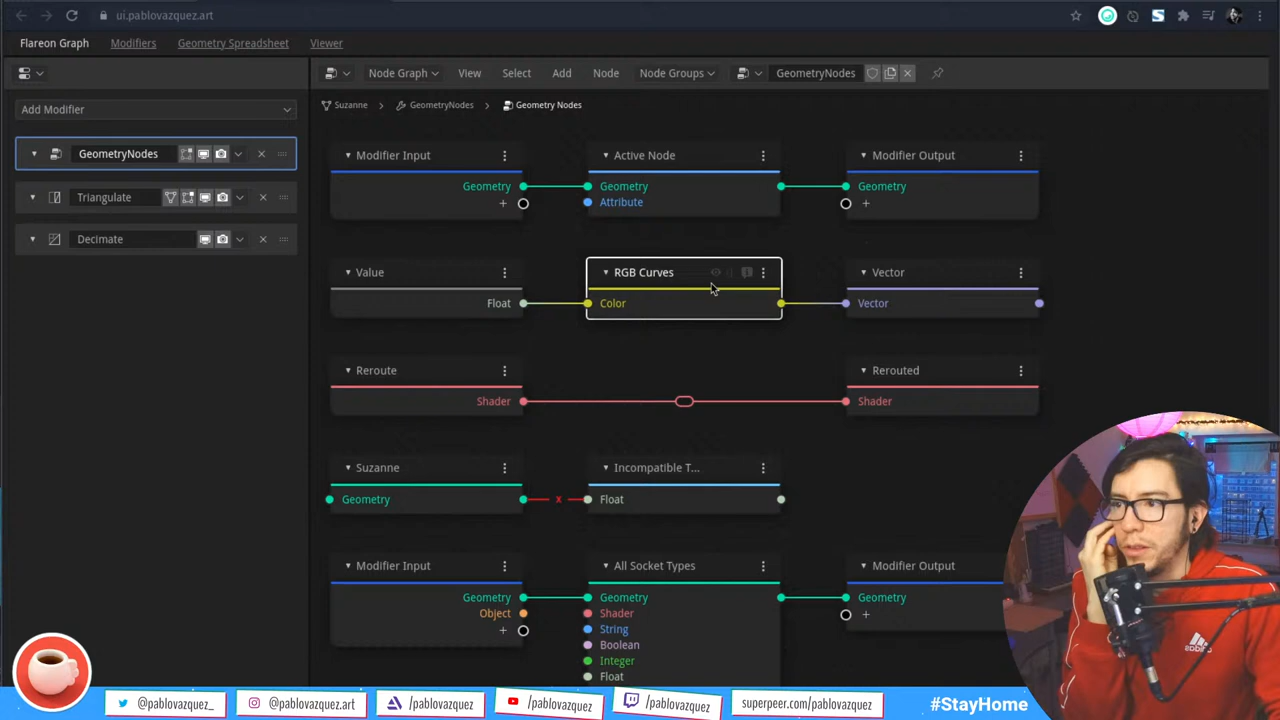 ui.pablovazquez.art
Flareon Graph Modifiers Geometry Spreadsheet Viewer
Node Graph View Select Add Node Node Groups GeometryNodes
Add Modifier
Suzanne > GeometryNodes > Geometry Nodes
GeometryNodes
Triangulate
Decimate
Modifier Input
Geometry
+
Active Node
Geometry
Attribute
Modifier Output
Geometry
+
Value
Float
RGB Curves
Color
Vector
Vector
Reroute
Shader
Rerouted
Shader
Suzanne
Geometry
x
Incompatible T...
Float
Modifier Input
Geometry
Object
+
All Socket Types
Geometry
Shader
String
Boolean
Integer
Float
Modifier Output
Geometry
+
@pablovazquez_ @pablovazquez.art /pablovazquez /pablovazquez /pablovazquez superpeer.com/pablovazquez #StayHome